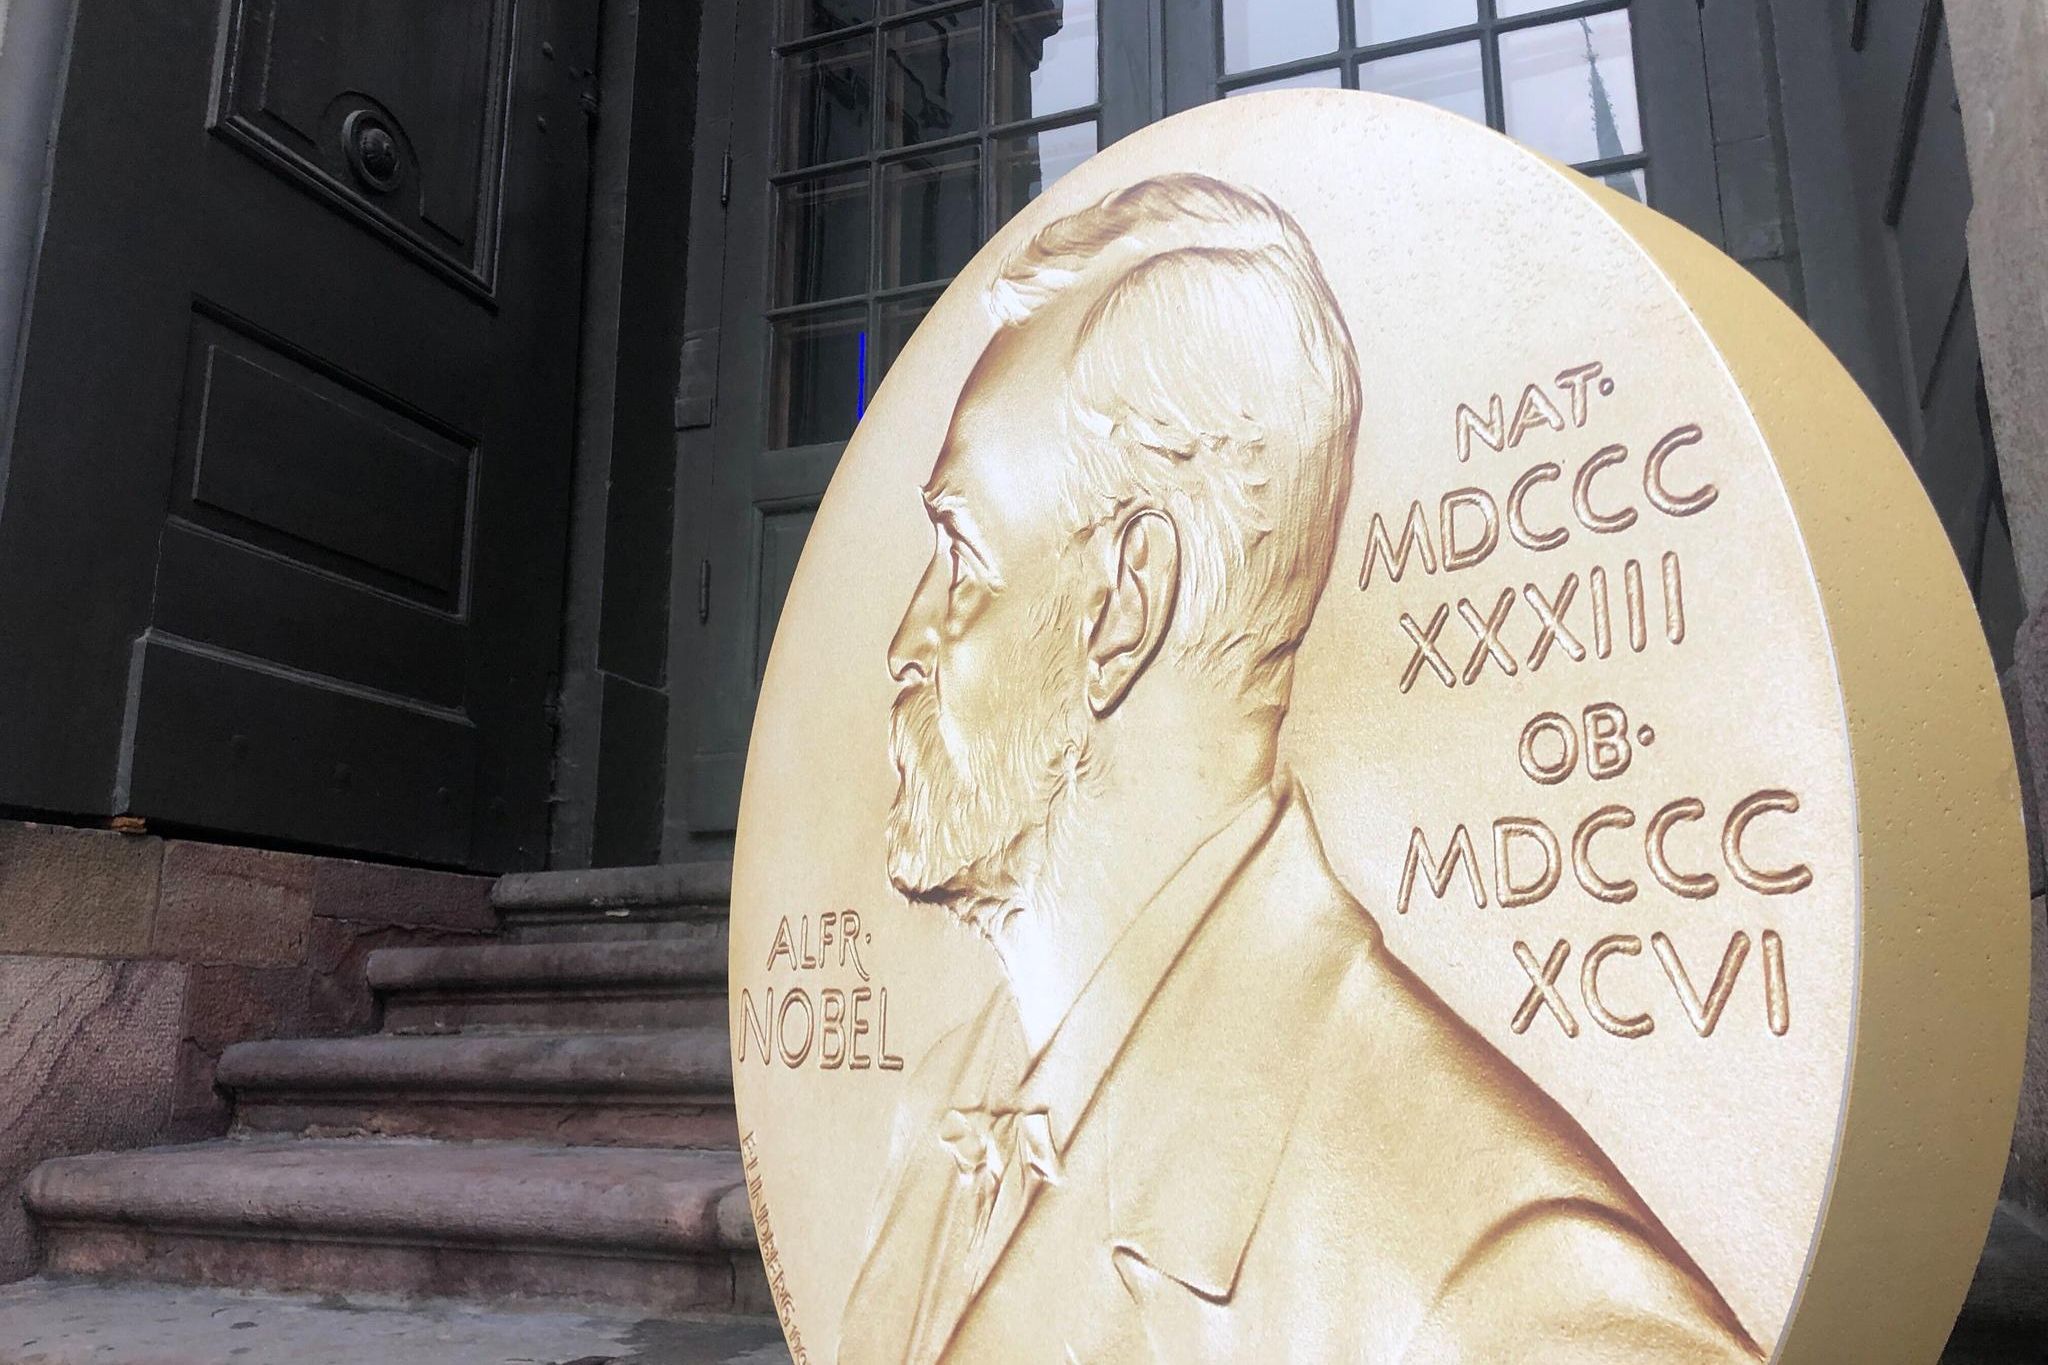 ALFR·
NOBEL
NAT·
MDCCC
XXXIII
OB·
MDCCC
XCVI